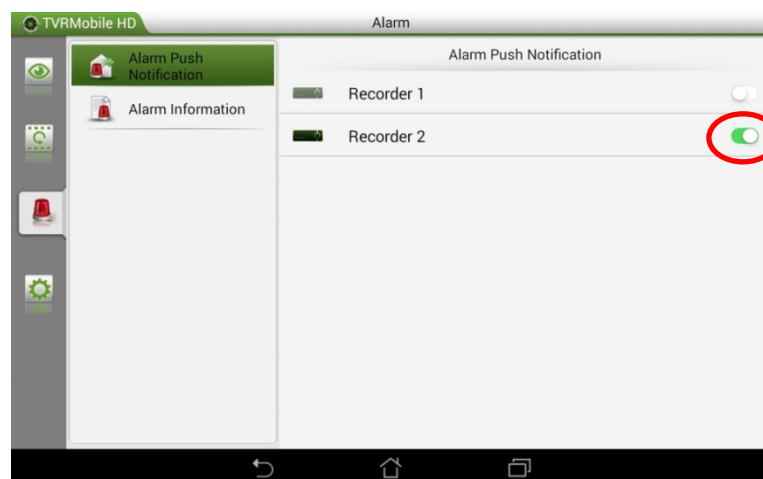 TVRMobile HD
Alarm
Alarm Push
Notification
Alarm Information
Alarm Push Notification
Recorder 1
Recorder 2